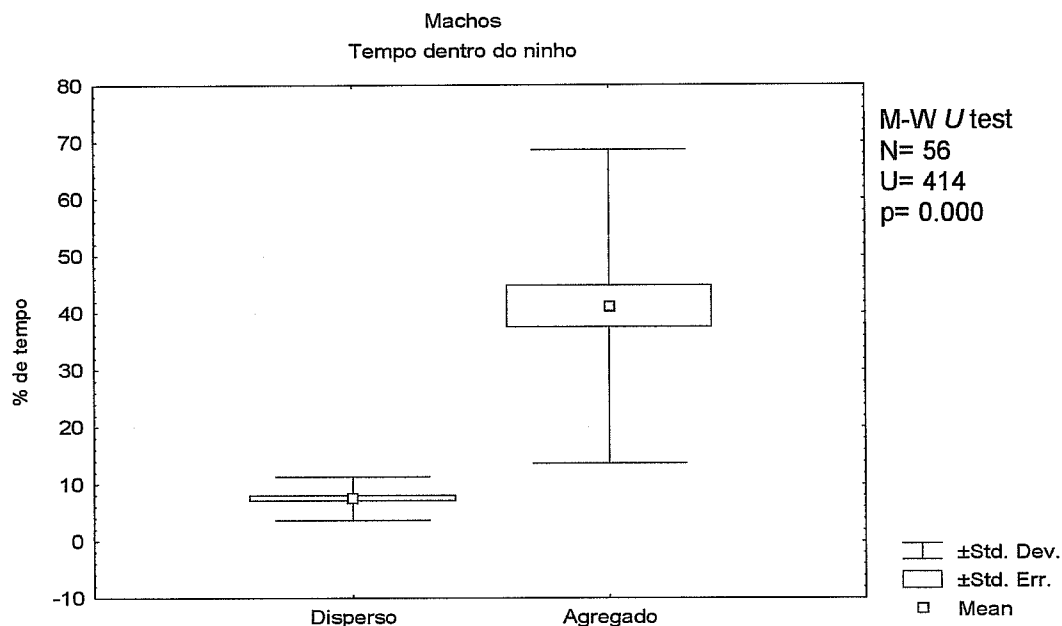 Machos
Tempo dentro do ninho
80
70
60
50
40
30
20
10
0
-10
% de tempo
Disperso
Agregado
M-W U test
N= 56
U= 414
p= 0.000
±Std. Dev.
±Std. Err.
Mean